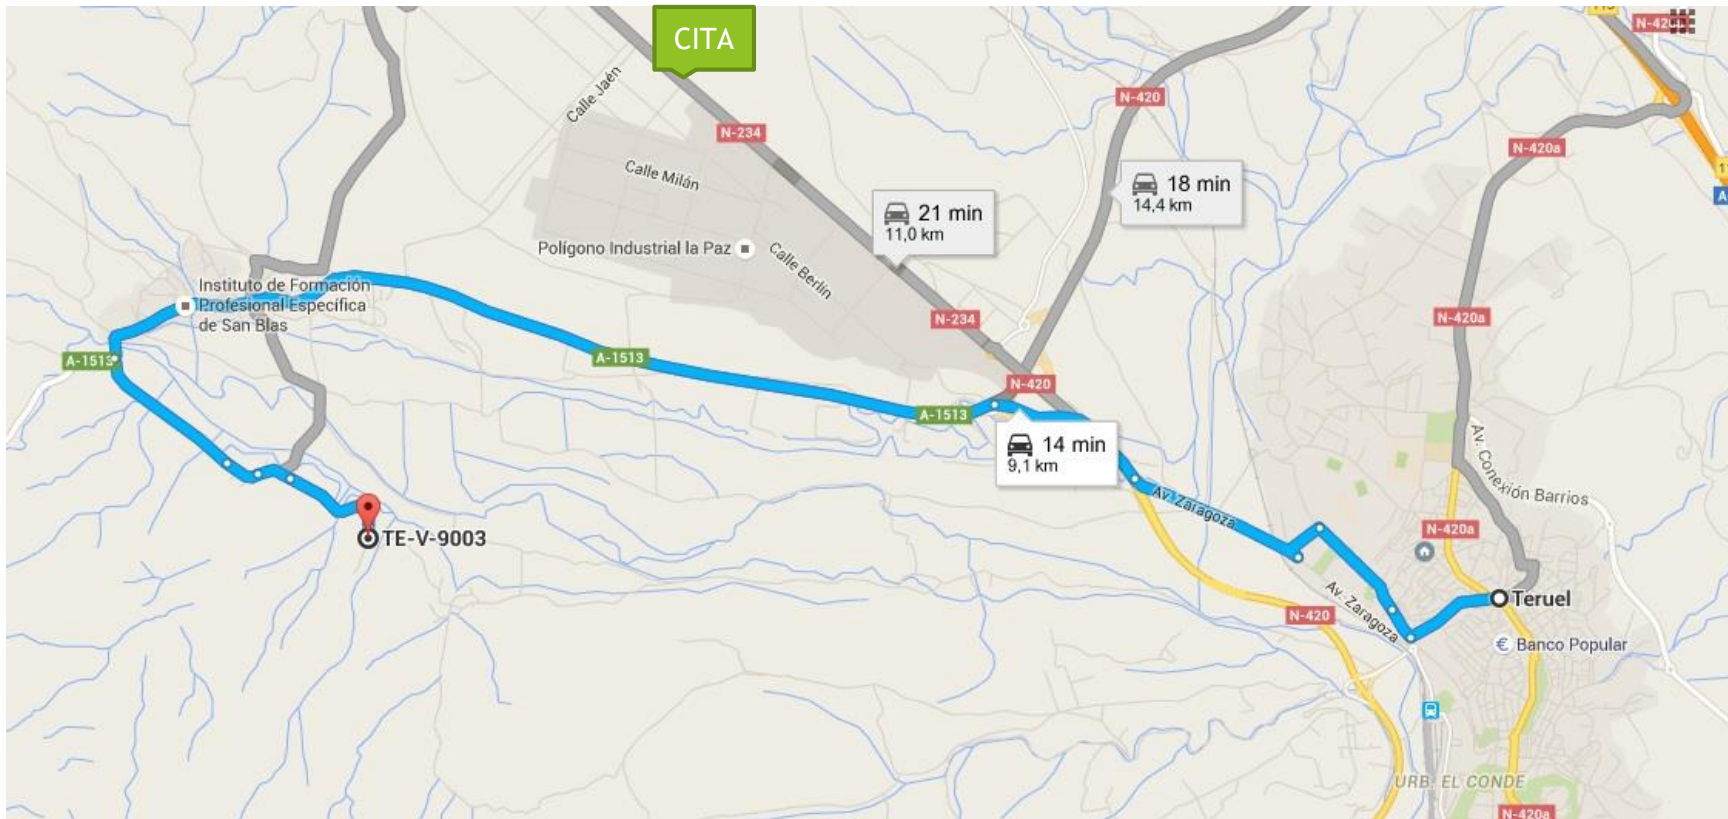 CITA
N-420a
Calle Jaén
N-420
N-234
N-420a
Calle Milán
18 min
14,4 km
21 min
11,0 km
Polígono Industrial la Paz
Calle Berlín
Instituto de Formación
Profesional Específica
de San Blas
N-234
N-420a
A-1513
A-1513
N-420
A-1513
14 min
9,1 km
Av. Conexión Barrios
Av. Zaragoza
N-420a
TE-V-9003
Av. Zaragoza
Teruel
N-420
€ Banco Popular
URB. EL CONDE
N-420a